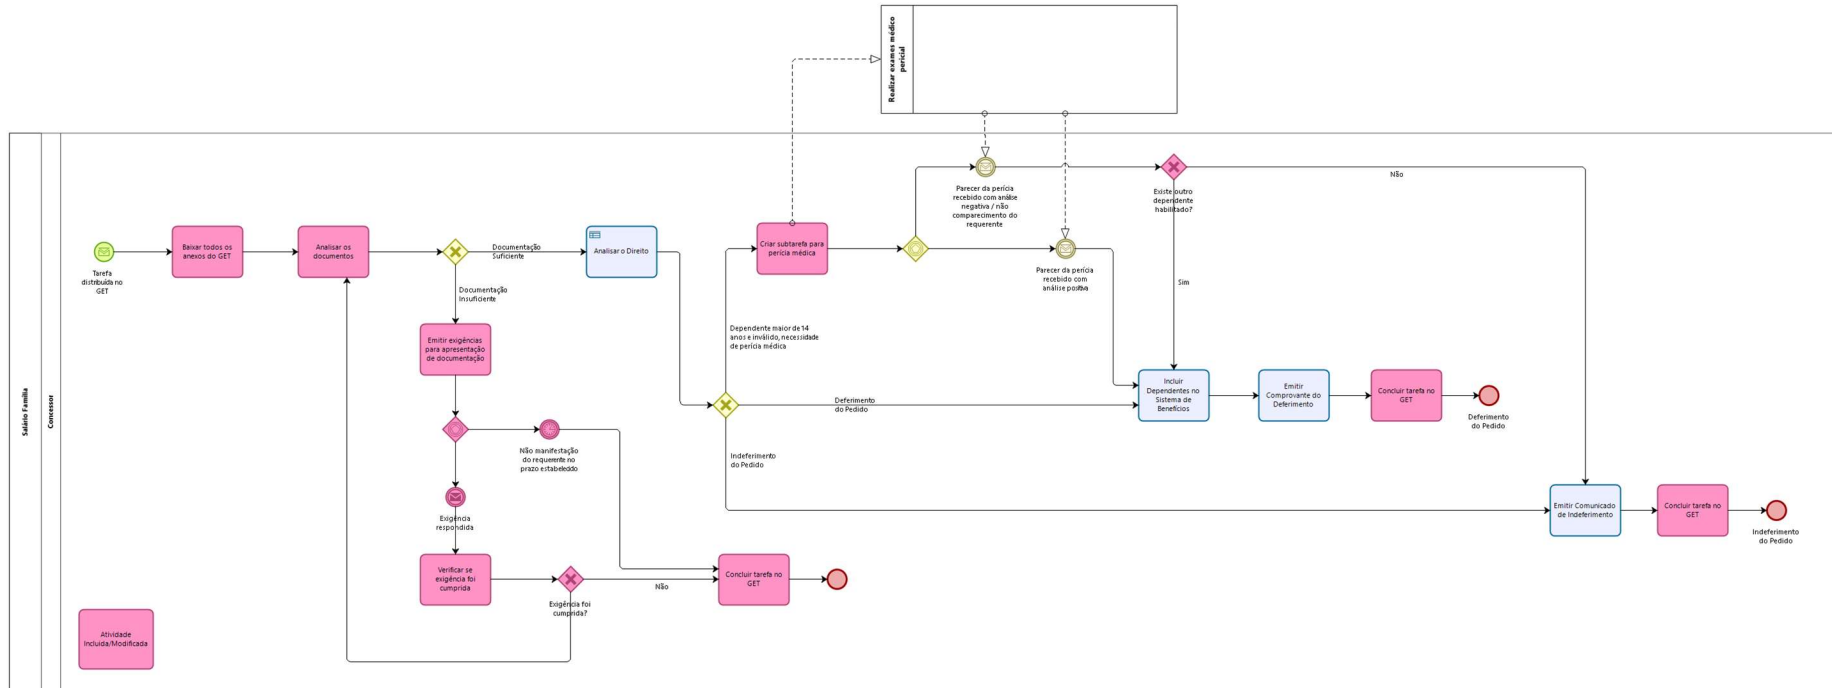 Realizar exames médico
pericial
Salário Família
Concessor
Tarefa
distribuída no
GET
Baixar todos os
anexos do GET
Analisar os
documentos
Documentação
Suficiente
Documentação
Insuficiente
Analisar o Direito
Emitir exigências
para apresentação
de documentação
Não manifestação
do requerente no
prazo estabelecido
Exigência
respondida
Verificar se
exigência foi
cumprida
Exigência foi
cumprida?
Não
Concluir tarefa no
GET
Atividade
Incluida/Modificada
Criar subtarefa para
perícia médica
Dependente maior de 14
anos e inválido, necessidade
de perícia médica
Deferimento
do Pedido
Indeferimento
do Pedido
Parecer da perícia
recebido com análise
negativa / não
comparecimento do
requerente
Parecer da perícia
recebido com
análise positiva
Existe outro
dependente
habilitado?
Não
Sim
Incluir
Dependentes no
Sistema de
Benefícios
Emitir
Comprovante do
Deferimento
Concluir tarefa no
GET
Deferimento
do Pedido
Emitir Comunicado
de Indeferimento
Concluir tarefa no
GET
Indeferimento
do Pedido